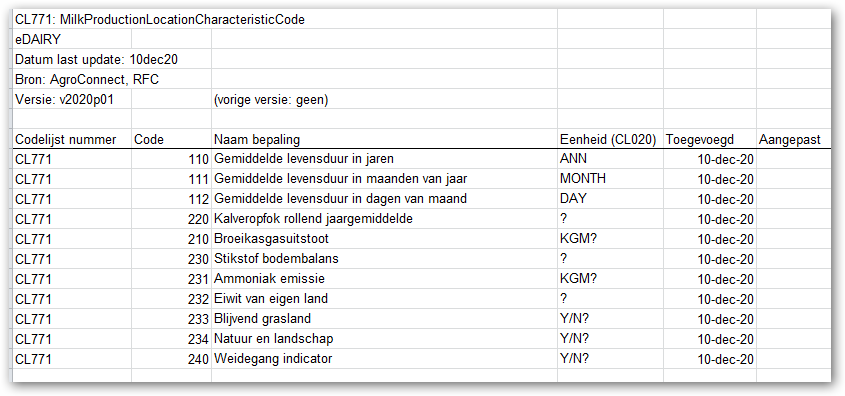 CL771: MilkProductionLocationCharacteristicCode
eDAIRY
Datum last update: 10dec20
Bron: AgroConnect, RFC
Versie: v2020p01 (vorige versie: geen)
Codelijst nummer Code Naam bepaling Eenheid (CL020) Toegevoegd Aangepast
CL771 110 Gemiddelde levensduur in jaren ANN 10-dec-20
CL771 111 Gemiddelde levensduur in maanden van jaar MONTH 10-dec-20
CL771 112 Gemiddelde levensduur in dagen van maand DAY 10-dec-20
CL771 220 Kalveropfok rollend jaargemiddelde ? 10-dec-20
CL771 210 Broeikasgasuitstoot KGM? 10-dec-20
CL771 230 Stikstof bodembalans ? 10-dec-20
CL771 231 Ammoniak emissie KGM? 10-dec-20
CL771 232 Eiwit van eigen land ? 10-dec-20
CL771 233 Blijvend grasland Y/N? 10-dec-20
CL771 234 Natuur en landschap Y/N? 10-dec-20
CL771 240 Weidegang indicator Y/N? 10-dec-20